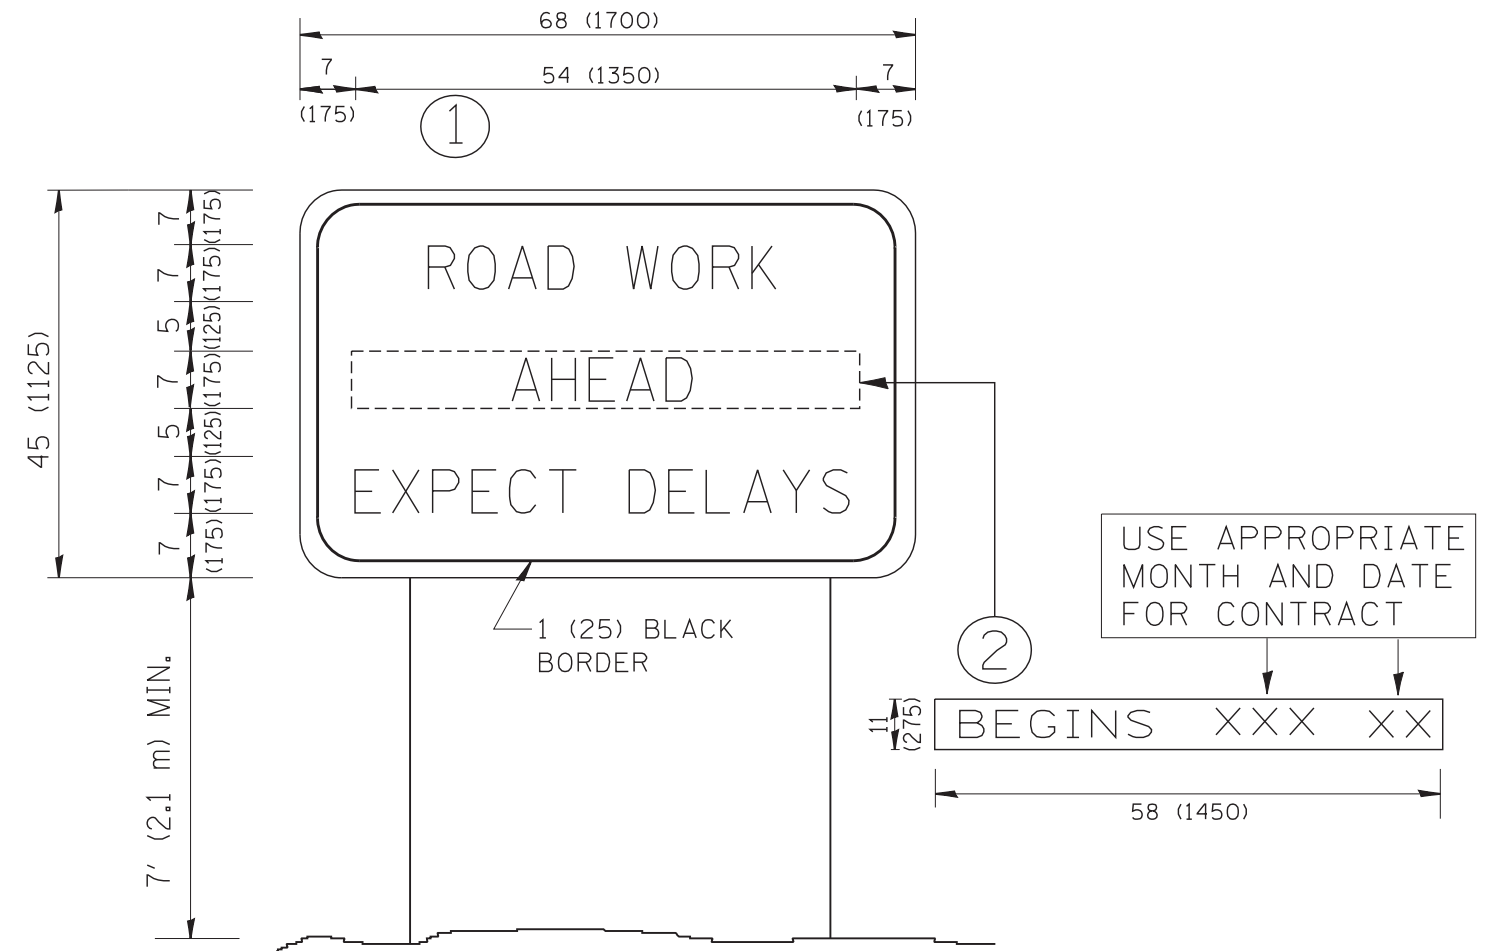 68 (1700)
7
54 (1350)
7
(175)
(175)
1
7
(175)
7
(175)
5
(125)
7
(175)
5
(125)
7
(175)
7
(175)
45 (1125)
ROAD WORK
AHEAD
EXPECT DELAYS
1 (25) BLACK
BORDER
7' (2.1 m) MIN.
USE APPROPRIATE
MONTH AND DATE
FOR CONTRACT
2
11
(275)
BEGINS XXX XX
58 (1450)